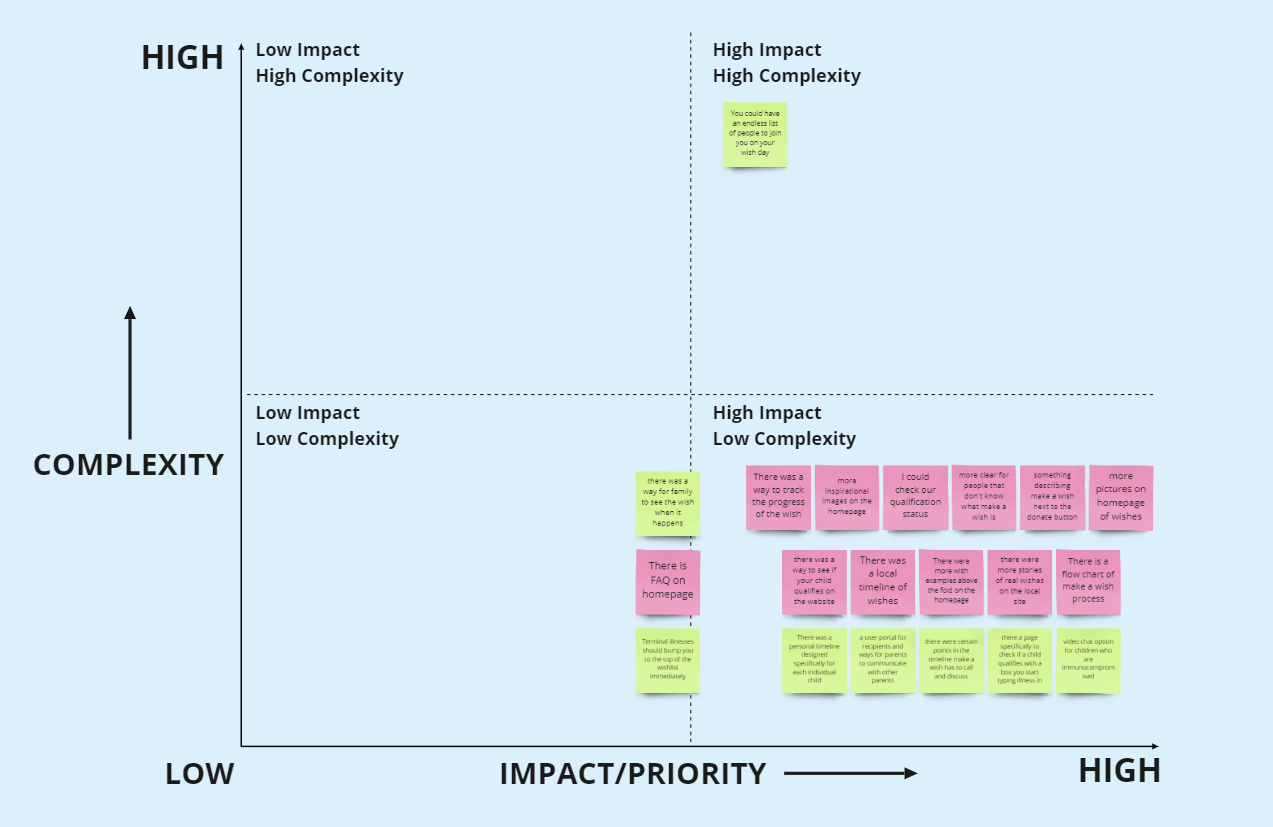 HIGH
Low Impact
High Complexity
High Impact
High Complexity
You could have
an endless list
of people to join
you on your
wish day
Low Impact
Low Complexity
High Impact
Low Complexity
COMPLEXITY
there was a
way for family
to see the wish
when it
happens
There was a
way to track
the progress
of the wish
more
inspirational
images on the
homepage
I could
check our
qualification
status
more clear for
people that
don't know
what make a
wish is
something
describing
make a wish
next to the
donate button
more
pictures on
homepage
of wishes
There is
FAQ on
homepage
there was a
way to see if
your child
qualifies on
the website
There was
a local
timeline of
wishes
There were
more wish
examples above
the fold on the
homepage
there were
more stories
of real wishes
on the local
site
There is a
flow chart of
make a wish
process
Terminal illnesses
should bump you
to the top of the
wishlist
immediately
There was a
personal timeline
designed
specifically for
each individual
child
a user portal for
recipients and
ways for parents
to communicate
with other
parents
there were certain
points in the
timeline make a
wish has to call
and discuss
there a page
specifically to
check if a child
qualifies with a
box you start
typing illness in
video chat option
for children who
are
immunocomprom
ised
LOW
IMPACT/PRIORITY
HIGH